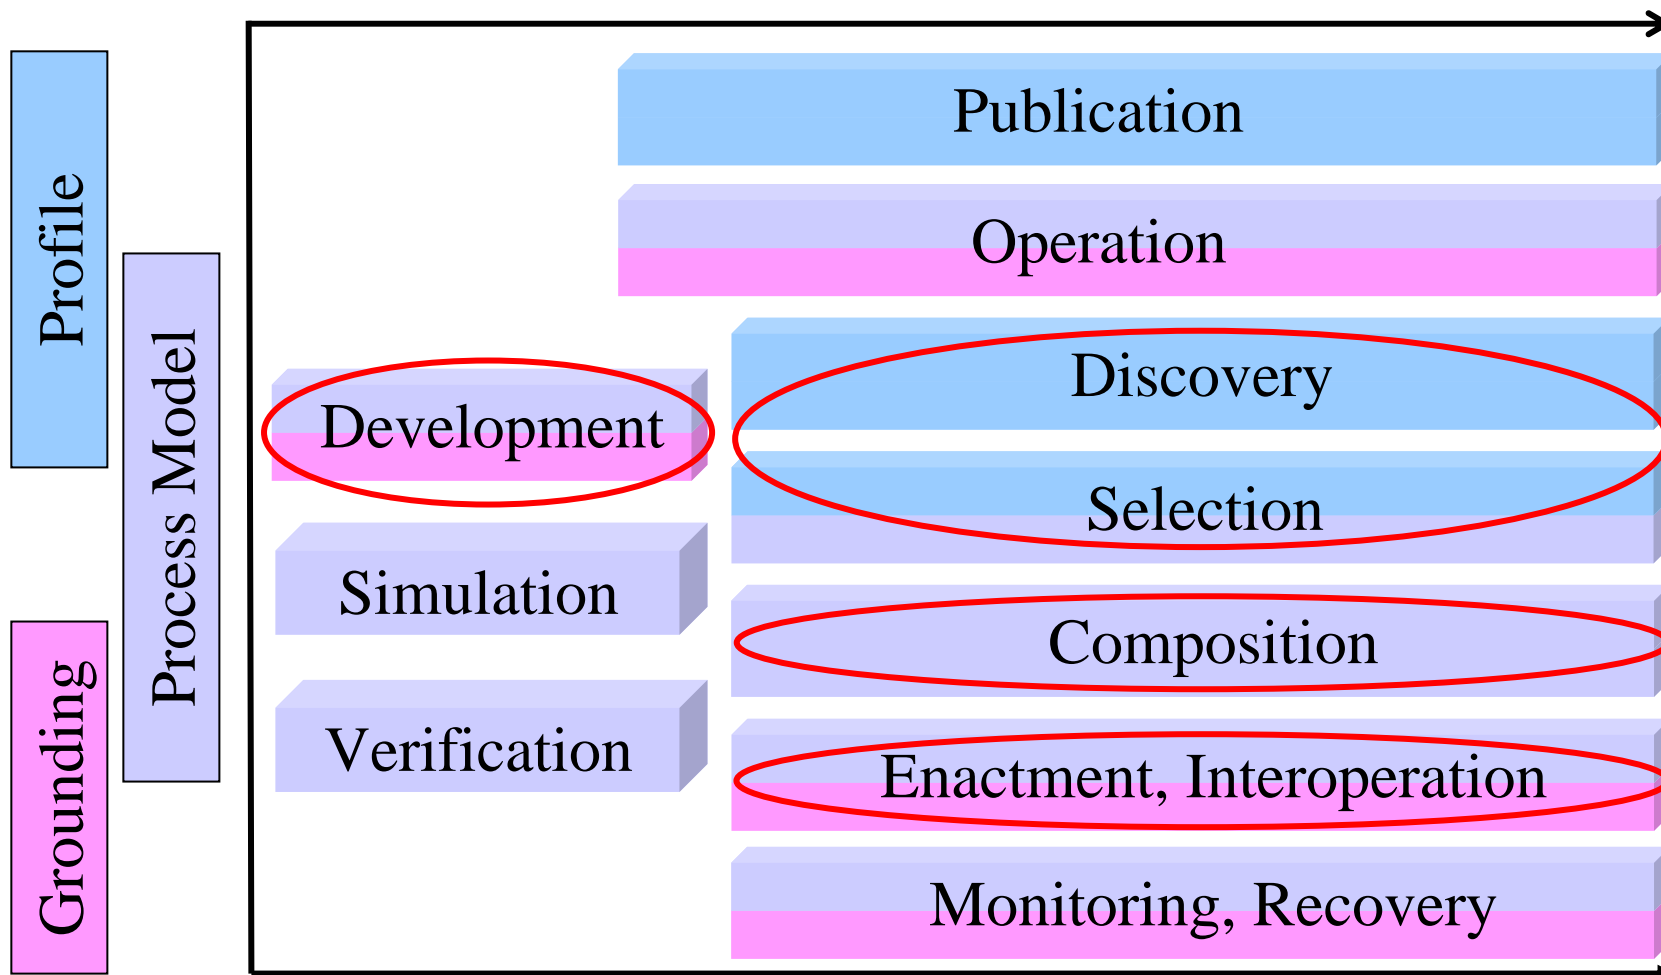 Profile
Process Model
Grounding
Publication
Operation
Development
Simulation
Verification
Discovery
Selection
Composition
Enactment, Interoperation
Monitoring, Recovery